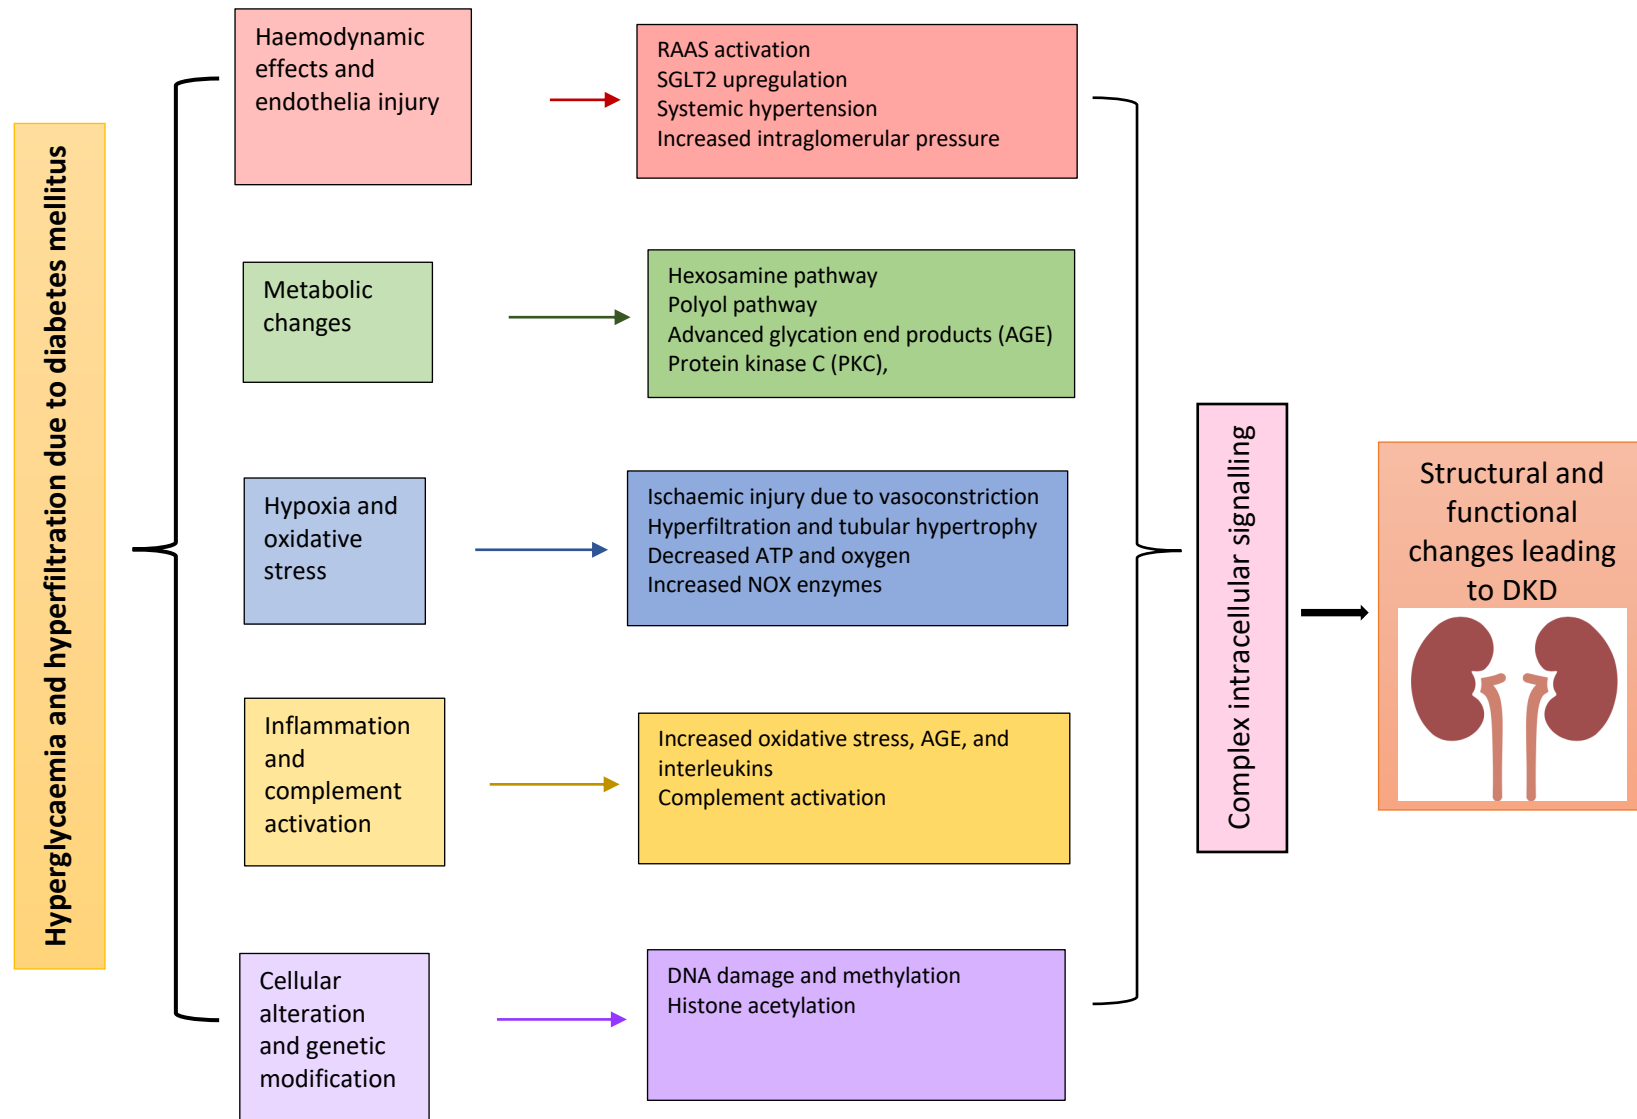 Hyperglycaemia and hyperfiltration due to diabetes mellitus
Haemodynamic
effects and
endothelia injury
RAAS activation
SGLT2 upregulation
Systemic hypertension
Increased intraglomerular pressure
Metabolic
changes
Hexosamine pathway
Polyol pathway
Advanced glycation end products (AGE)
Protein kinase C (PKC),
Hypoxia and
oxidative
stress
Ischaemic injury due to vasoconstriction
Hyperfiltration and tubular hypertrophy
Decreased ATP and oxygen
Increased NOX enzymes
Inflammation
and
complement
activation
Increased oxidative stress, AGE, and
interleukins
Complement activation
Cellular
alteration
and genetic
modification
DNA damage and methylation
Histone acetylation
Complex intracellular signalling
Structural and
functional
changes leading
to DKD